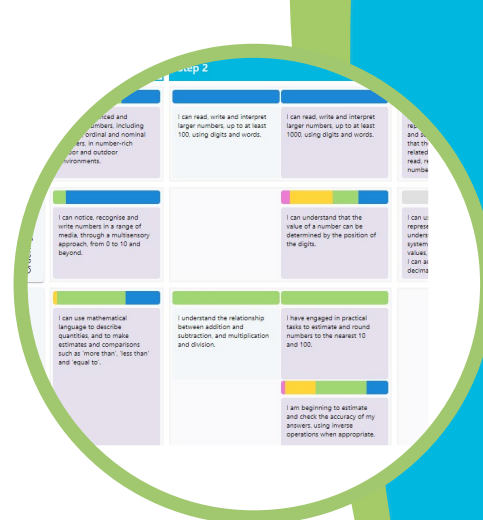 Step 2
nced and
umbers, including
ordinal and nominal
ers, in number-rich
oor and outdoor
nvironments.
I can read, write and interpret
larger numbers, up to at least
100, using digits and words.
I can read, write and interpret
larger numbers, up to at least
1000, using digits and words.
rep
and s
that th
related
read, re
numbe
I can notice, recognise and
write numbers in a range of
media, through a multisensory
approach, from 0 to 10 and
beyond.
I can understand that the
value of a number can be
determined by the position of
the digits.
I can us
represe
unders
system
values,
I can a
decima
I can use mathematical
language to describe
quantities, and to make
estimates and comparisons
such as 'more than', 'less than'
and 'equal to'.
I understand the relationship
between addition and
subtraction, and multiplication
and division.
I have engaged in practical
tasks to estimate and round
numbers to the nearest 10
and 100.
I am beginning to estimate
and check the accuracy of my
answers, using inverse
operations when appropriate.